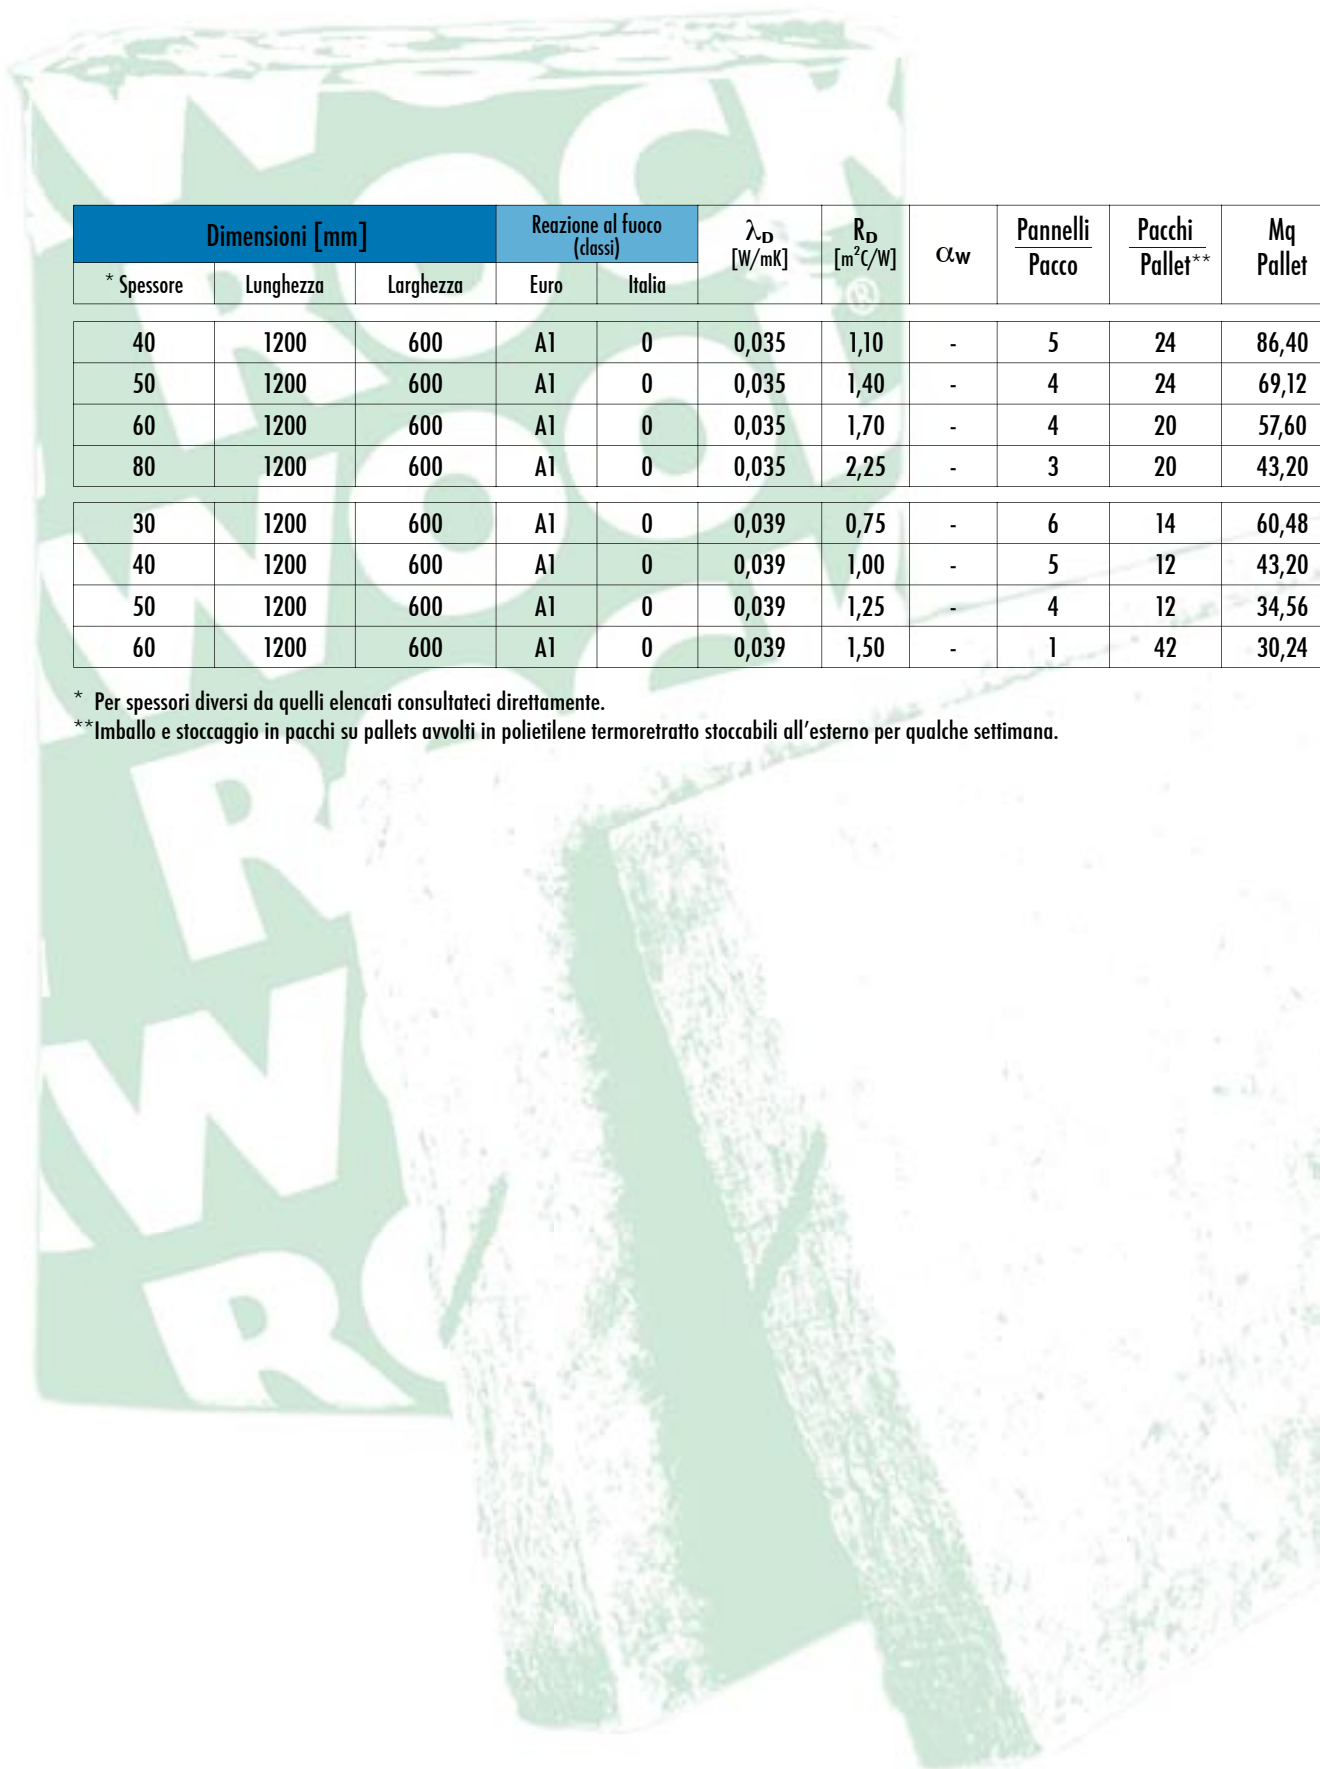 Dimensioni [mm] Reazione al fuoco (classi) λD [W/mK] RD [m²C/W] αw Pannelli Pacco Pacchi Pallet** Mq Pallet
* Spessore Lunghezza Larghezza Euro Italia
40 1200 600 A1 0 0,035 1,10 - 5 24 86,40
50 1200 600 A1 0 0,035 1,40 - 4 24 69,12
60 1200 600 A1 0 0,035 1,70 - 4 20 57,60
80 1200 600 A1 0 0,035 2,25 - 3 20 43,20
30 1200 600 A1 0 0,039 0,75 - 6 14 60,48
40 1200 600 A1 0 0,039 1,00 - 5 12 43,20
50 1200 600 A1 0 0,039 1,25 - 4 12 34,56
60 1200 600 A1 0 0,039 1,50 - 1 42 30,24
* Per spessori diversi da quelli elencati consultateci direttamente.
**Imballo e stoccaggio in pacchi su pallets avvolti in polietilene termoretratto stoccabili all'esterno per qualche settimana.
ROCK
WOOL®